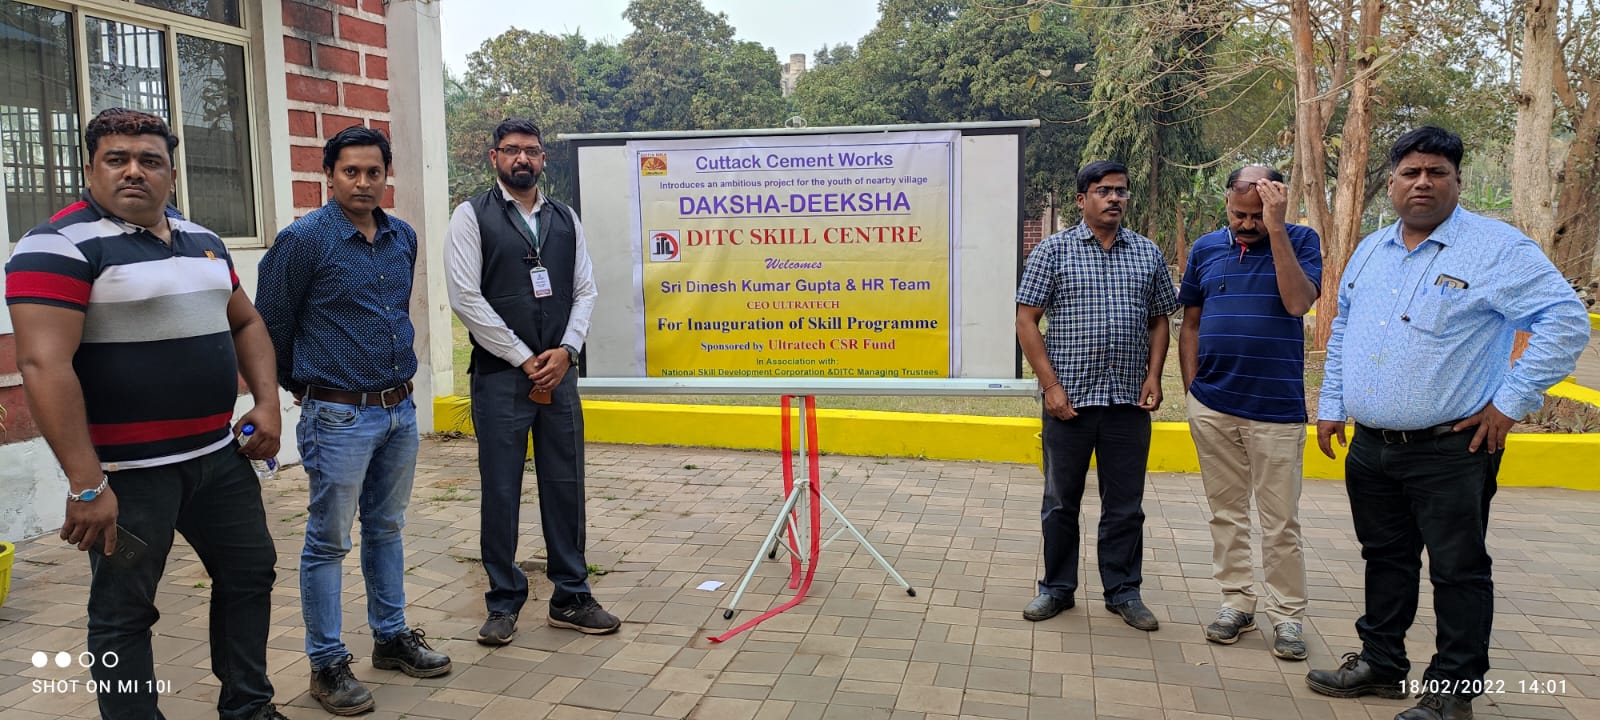 Cuttack Cement Works
Introduces an ambitious project for the youth of nearby village
DAKSHA-DEEKSHA
DITC SKILL CENTRE
Welcomes
Sri Dinesh Kumar Gupta & HR Team
CEO ULTRATECH
For Inauguration of Skill Programme
Sponsored by Ultratech CSR Fund
In Association with:
National Skill Development Corporation &DITC Managing Trustees
SHOT ON MI 10I
18/02/2022 14:01